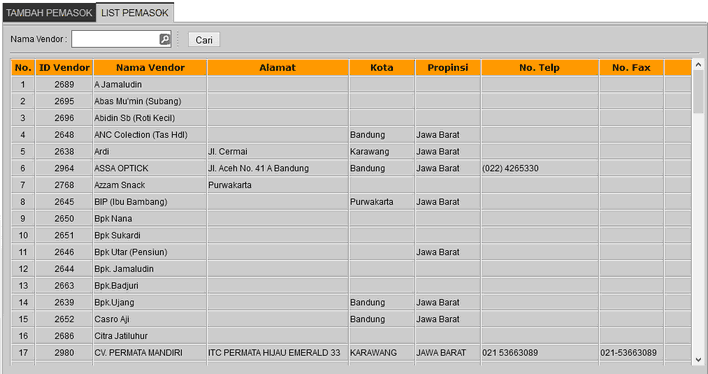 TAMBAH PEMASOK LIST PEMASOK
Nama Vendor : Cari
No. ID Vendor Nama Vendor Alamat Kota Propinsi No. Telp No. Fax
1 2689 A Jamaludin
2 2695 Abas Mu'min (Subang)
3 2696 Abidin Sb (Roti Kecil)
4 2648 ANC Colection (Tas Hdl) Bandung Jawa Barat
5 2638 Ardi Jl. Cermai Karawang Jawa Barat
6 2964 ASSA OPTICK Jl. Aceh No. 41 A Bandung Bandung Jawa Barat (022) 4265330
7 2768 Azzam Snack Purwakarta
8 2645 BIP (Ibu Bambang) Purwakarta Jawa Barat
9 2650 Bpk Nana
10 2651 Bpk Sukardi
11 2646 Bpk Utar (Pensiun) Jawa Barat
12 2644 Bpk. Jamaludin
13 2663 Bpk.Badjuri
14 2639 Bpk.Ujang Bandung Jawa Barat
15 2652 Casro Aji Bandung Jawa Barat
16 2686 Citra Jatiluhur
17 2980 CV. PERMATA MANDIRI ITC PERMATA HIJAU EMERALD 33 KARAWANG JAWA BARAT 021 53663089 021-53663089